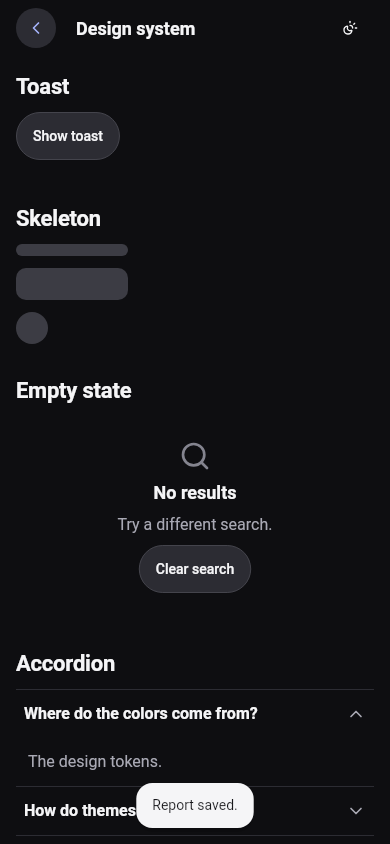 Design system
Toast
Show toast
Skeleton
Empty state
No results
Try a different search.
Clear search
Accordion
Where do the colors come from?
The design tokens.
How do themes
Report saved.